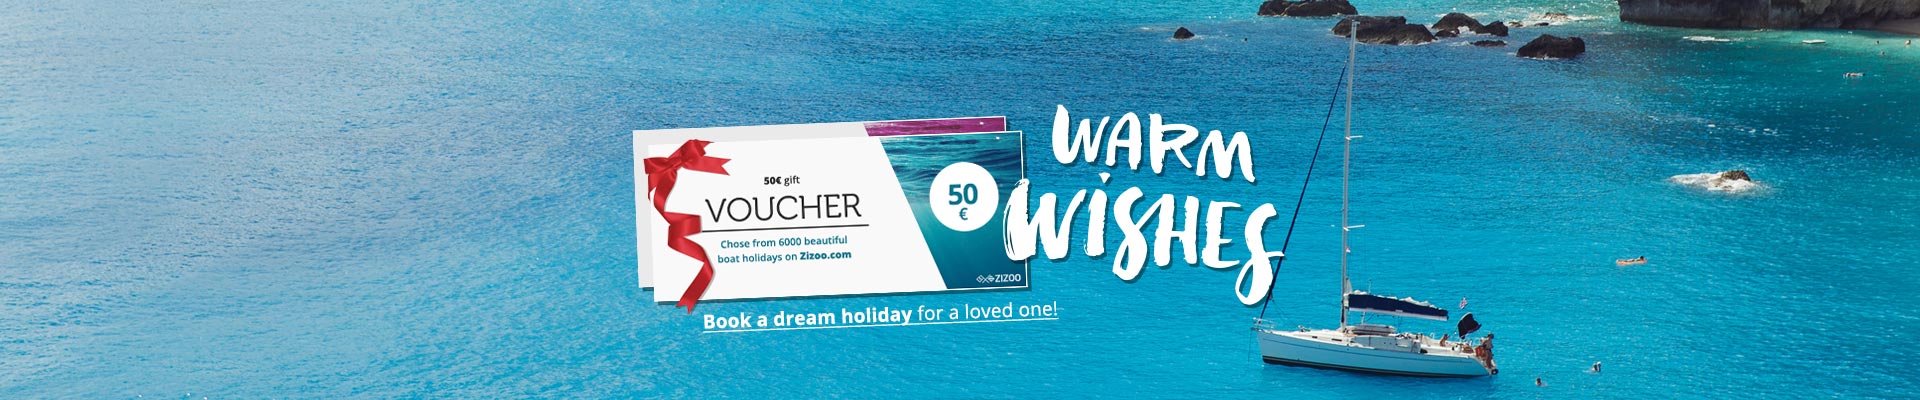 50€ gift
VOUCHER
Chose from 6000 beautiful
boat holidays on Zizoo.com
50
€
ZIZOO
WARM
WISHES
Book a dream holiday for a loved one!